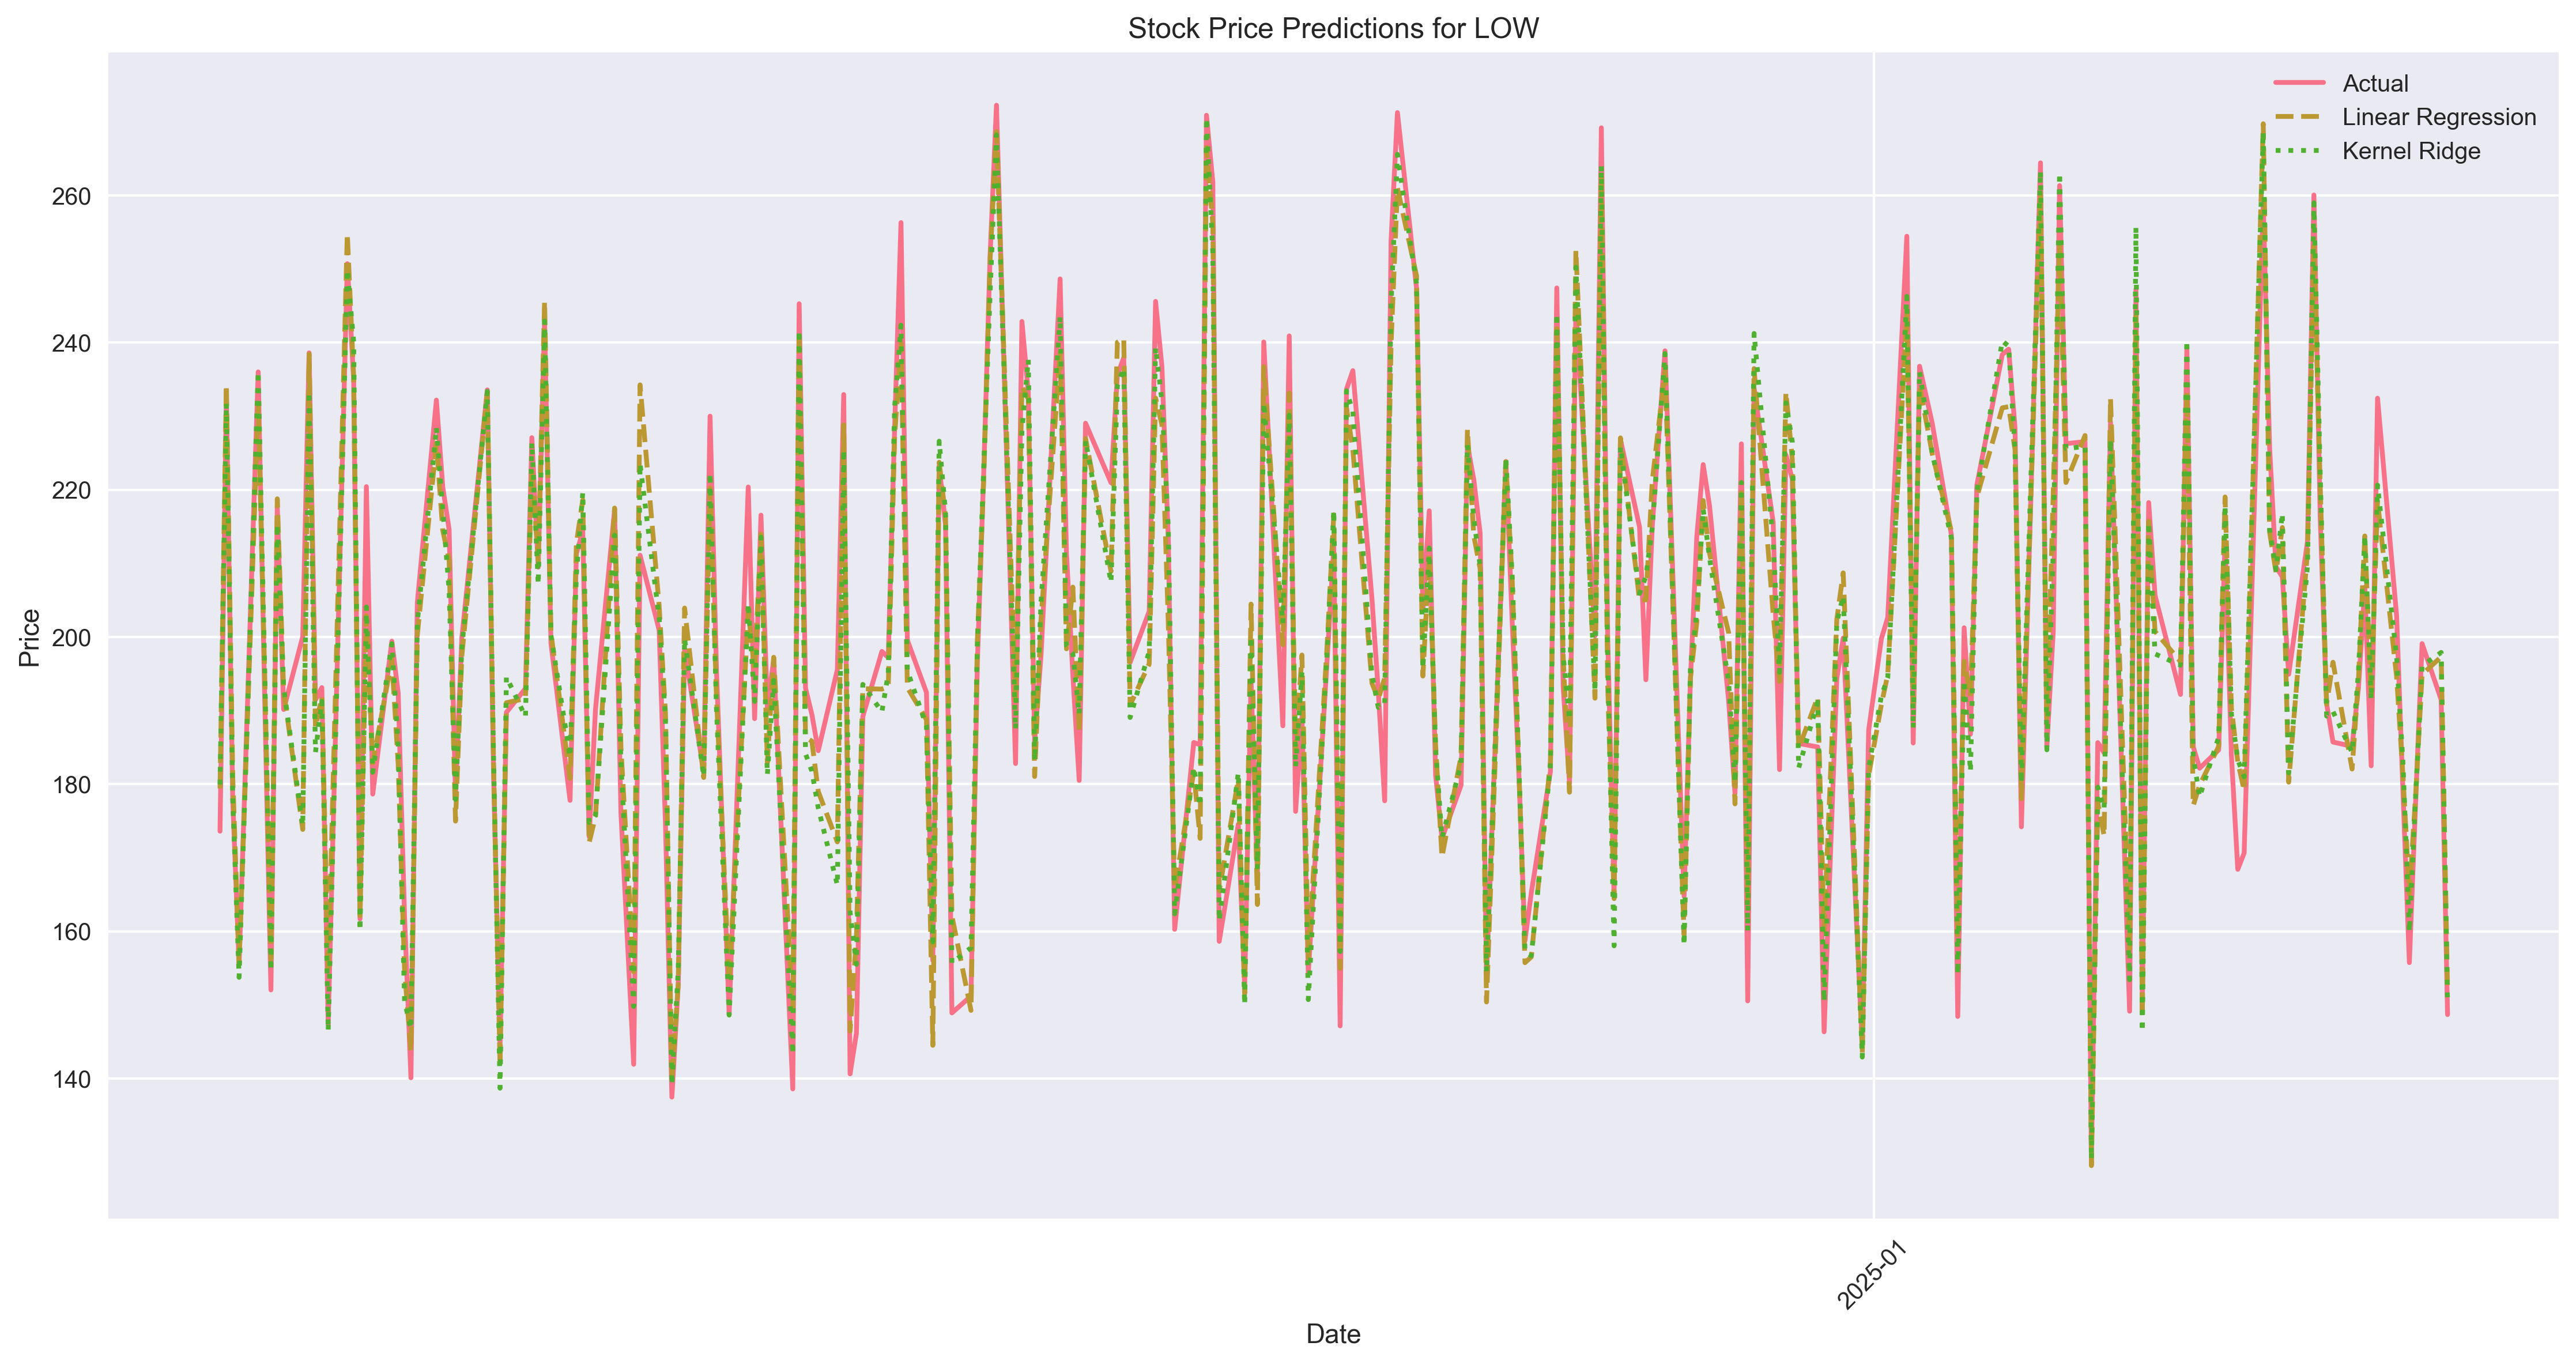 Stock Price Predictions for LOW
Actual
Linear Regression
Kernel Ridge
260
240
220
200
180
160
140
Price
2025-01
Date